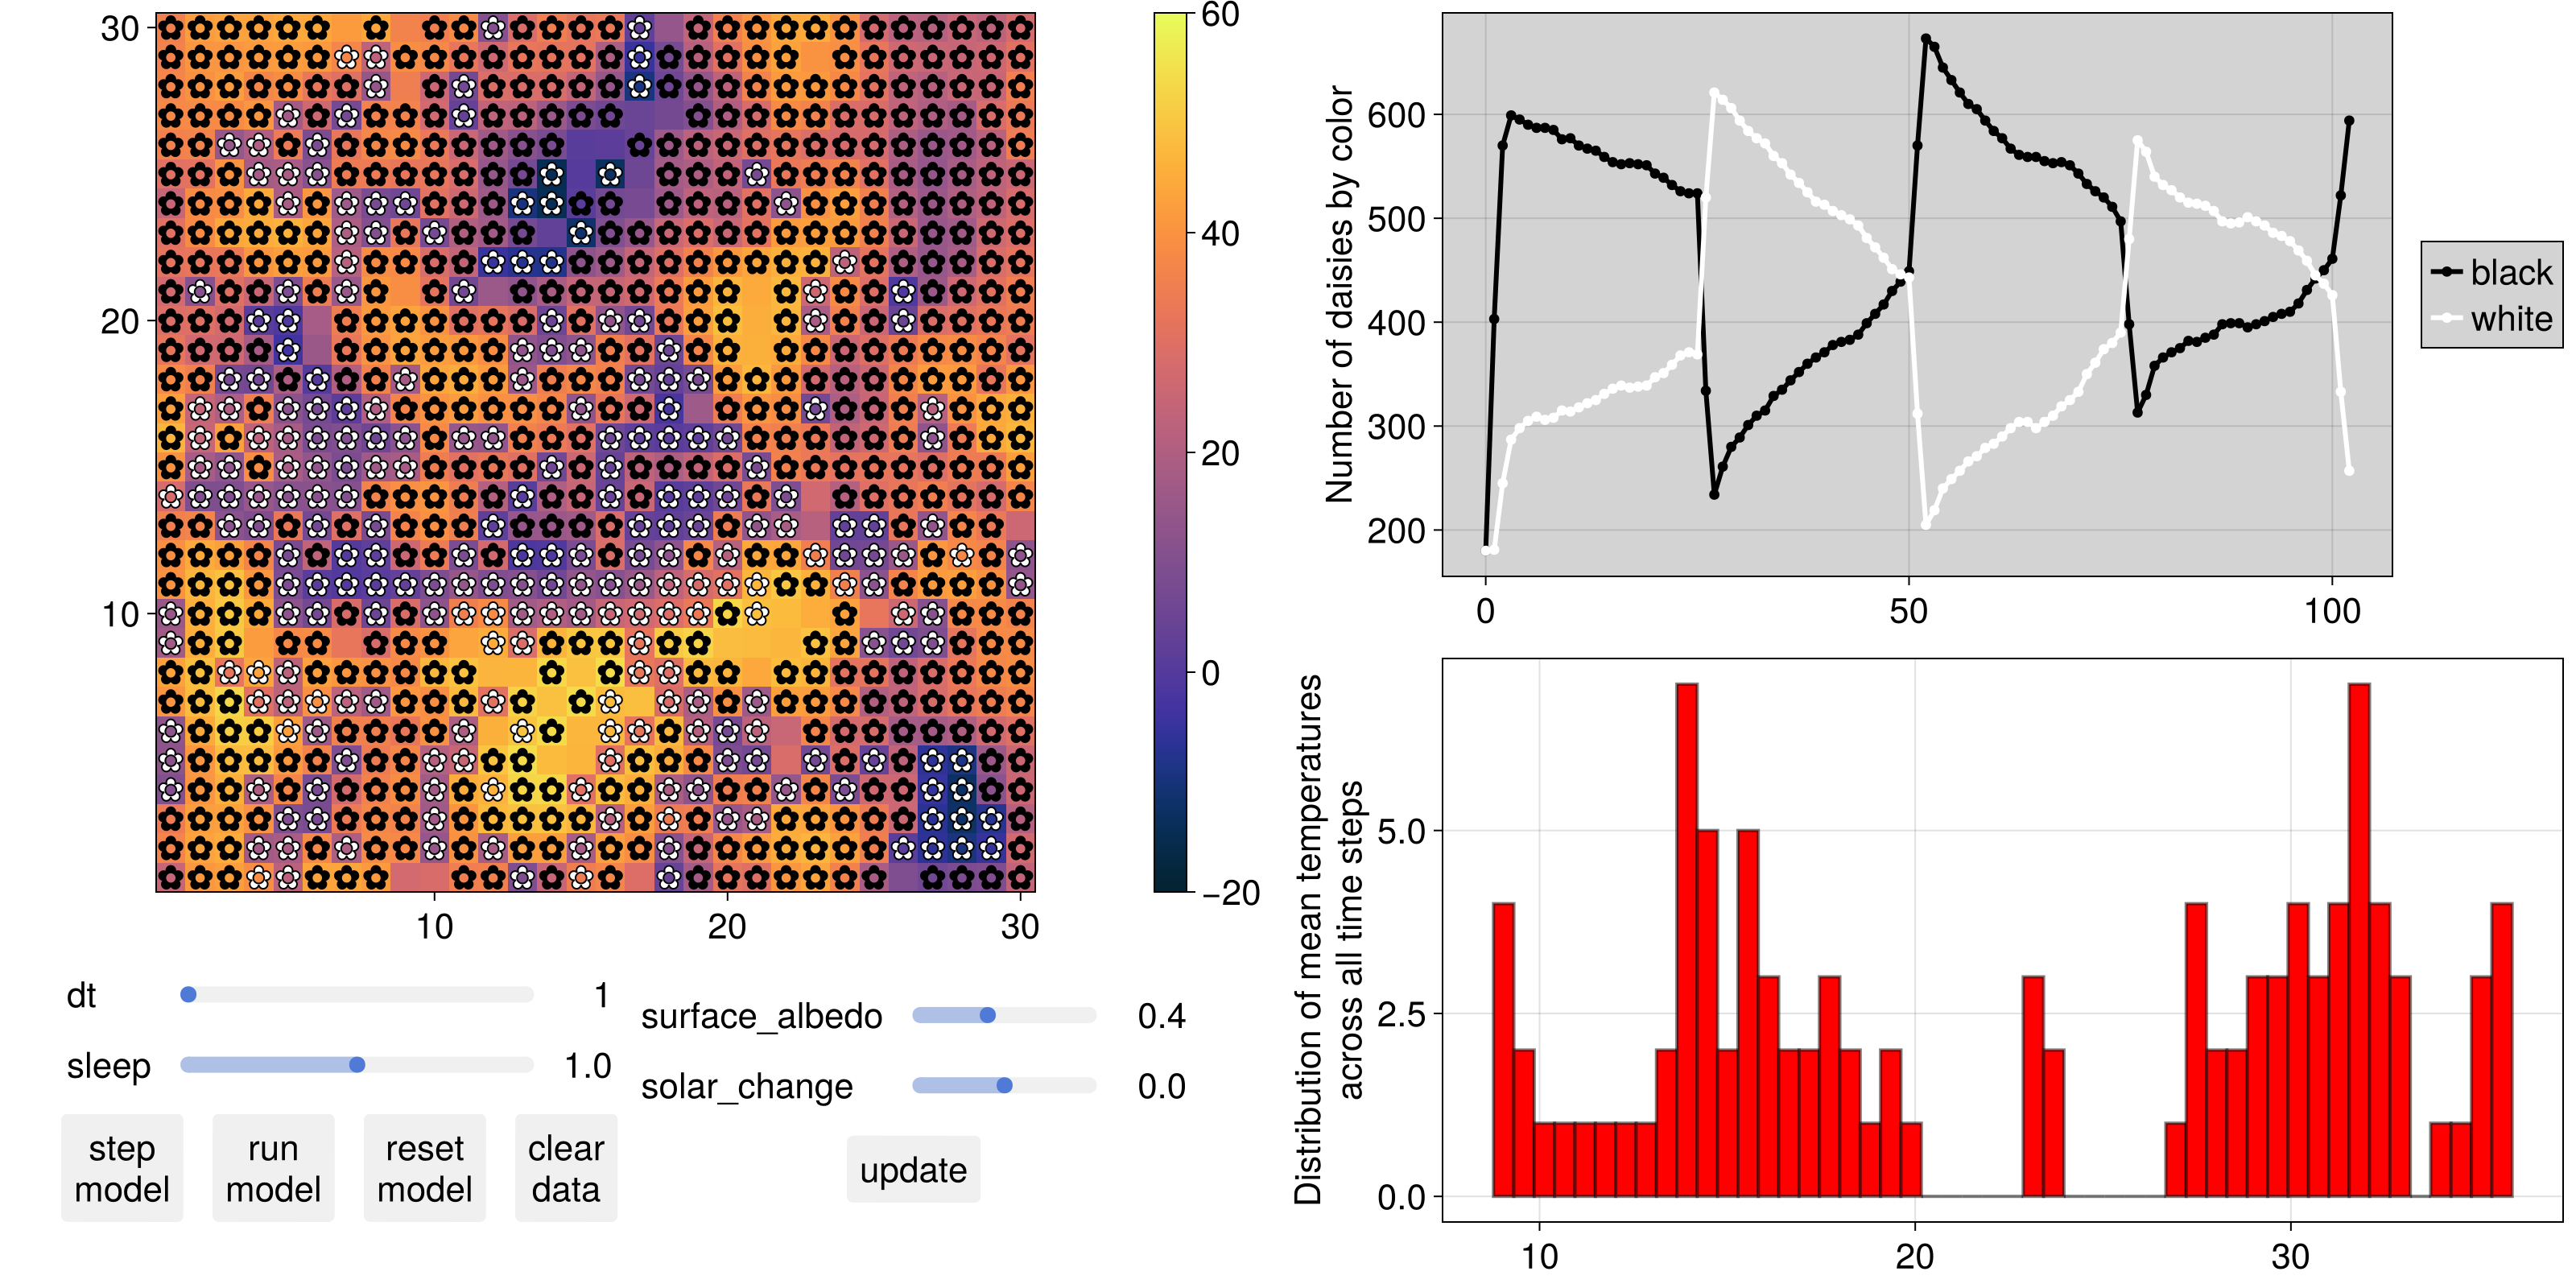 30
20
10
10
20
30
60
40
20
0
−20
Number of daisies by color
600
500
400
300
200
0
50
100
black
white
Distribution of mean temperatures
across all time steps
5.0
2.5
0.0
10
20
30
dt
1
sleep
1.0
surface_albedo
0.4
solar_change
0.0
step
model
run
model
reset
model
clear
data
update